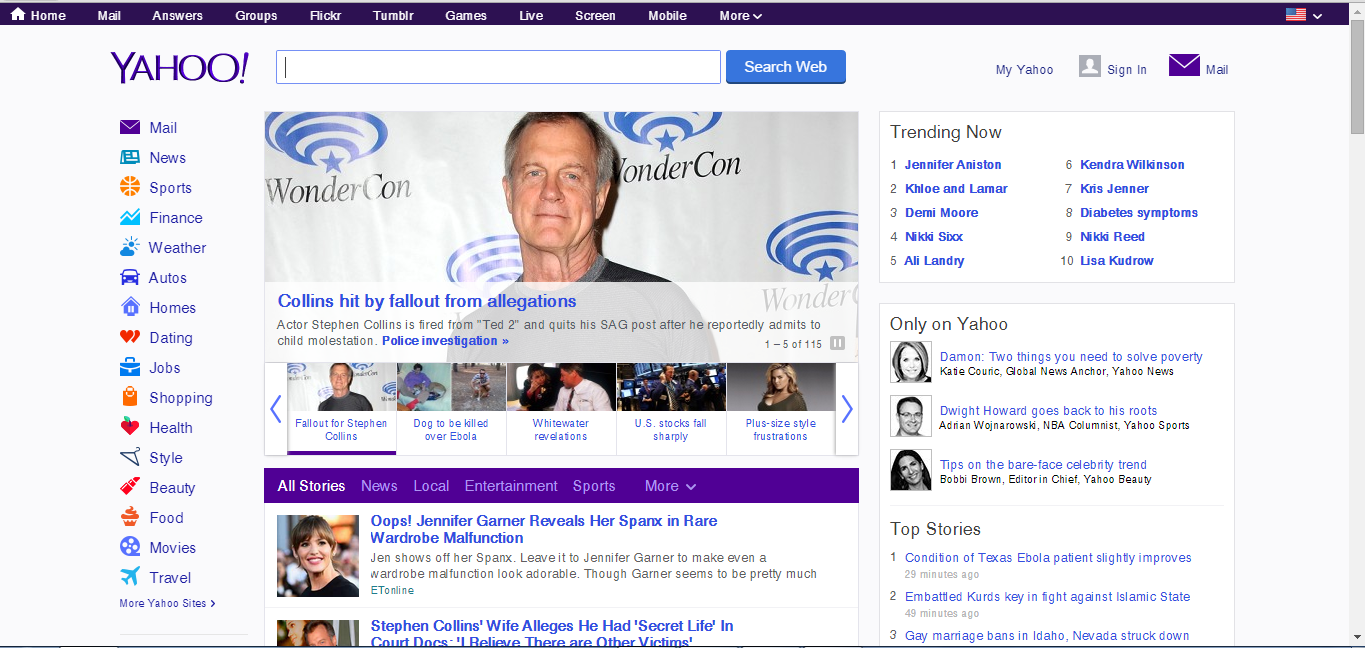 Home Mail Answers Groups Flickr Tumblr Games Live Screen Mobile More
YAHOO!
Search Web
My Yahoo Sign In Mail
Mail
News
Sports
Finance
Weather
Autos
Homes
Dating
Jobs
Shopping
Health
Style
Beauty
Food
Movies
Travel
More Yahoo Sites
WonderCon
WonderCon
WonderCon
Collins hit by fallout from allegations
Actor Stephen Collins is fired from "Ted 2" and quits his SAG post after he reportedly admits to
child molestation. Police investigation »
1 – 5 of 115
Fallout for Stephen
Collins
Dog to be killed
over Ebola
Whitewater
revelations
U.S. stocks fall
sharply
Plus-size style
frustrations
All Stories News Local Entertainment Sports More
Oops! Jennifer Garner Reveals Her Spanx in Rare
Wardrobe Malfunction
Jen shows off her Spanx. Leave it to Jennifer Garner to make even a
wardrobe malfunction look adorable. Though Garner seems to be pretty much
ETonline
Stephen Collins' Wife Alleges He Had 'Secret Life' In
Court Docs: 'I Believe There are Other Victims'
Trending Now
1 Jennifer Aniston
2 Khloe and Lamar
3 Demi Moore
4 Nikki Sixx
5 Ali Landry
6 Kendra Wilkinson
7 Kris Jenner
8 Diabetes symptoms
9 Nikki Reed
10 Lisa Kudrow
Only on Yahoo
Damon: Two things you need to solve poverty
Katie Couric, Global News Anchor, Yahoo News
Dwight Howard goes back to his roots
Adrian Wojnarowski, NBA Columnist, Yahoo Sports
Tips on the bare-face celebrity trend
Bobbi Brown, Editor in Chief, Yahoo Beauty
Top Stories
1 Condition of Texas Ebola patient slightly improves
29 minutes ago
2 Embattled Kurds key in fight against Islamic State
49 minutes ago
3 Gay marriage bans in Idaho, Nevada struck down